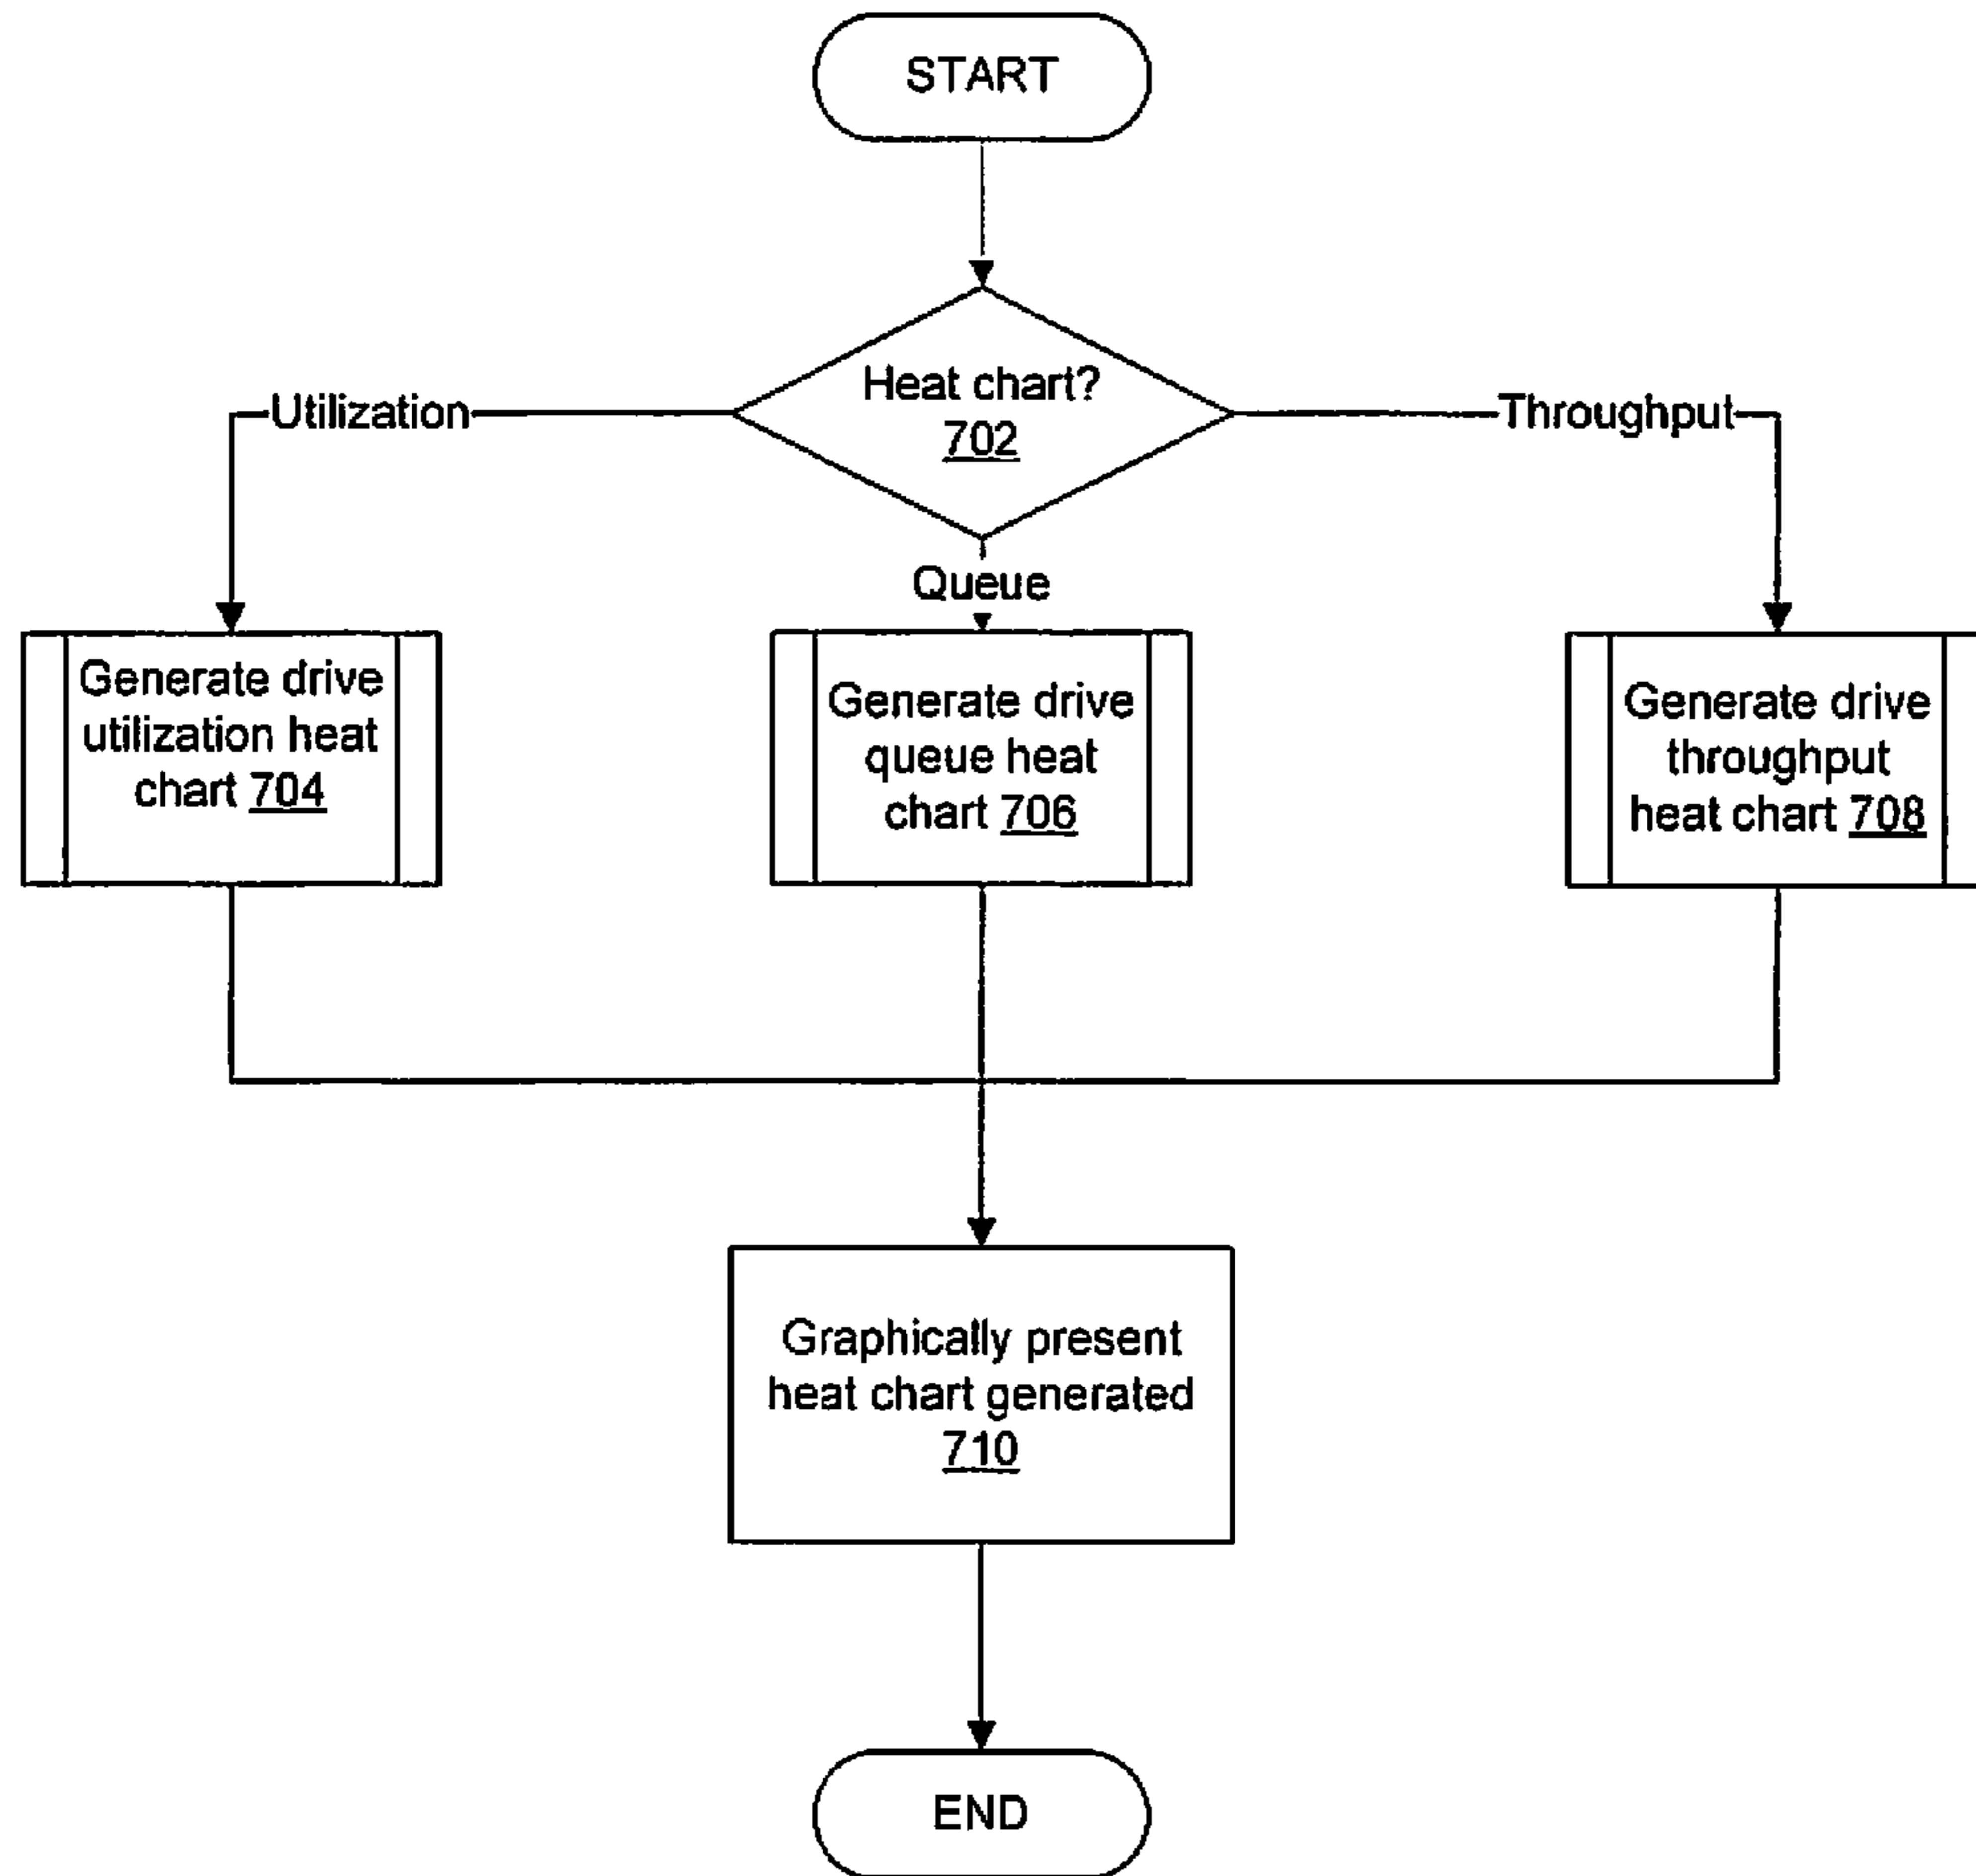 START
Heat chart?
702
Utilization
Throughput
Queue
Generate drive
utilization heat
chart 704
Generate drive
queue heat
chart 706
Generate drive
throughput
heat chart 708
Graphically present
heat chart generated
710
END